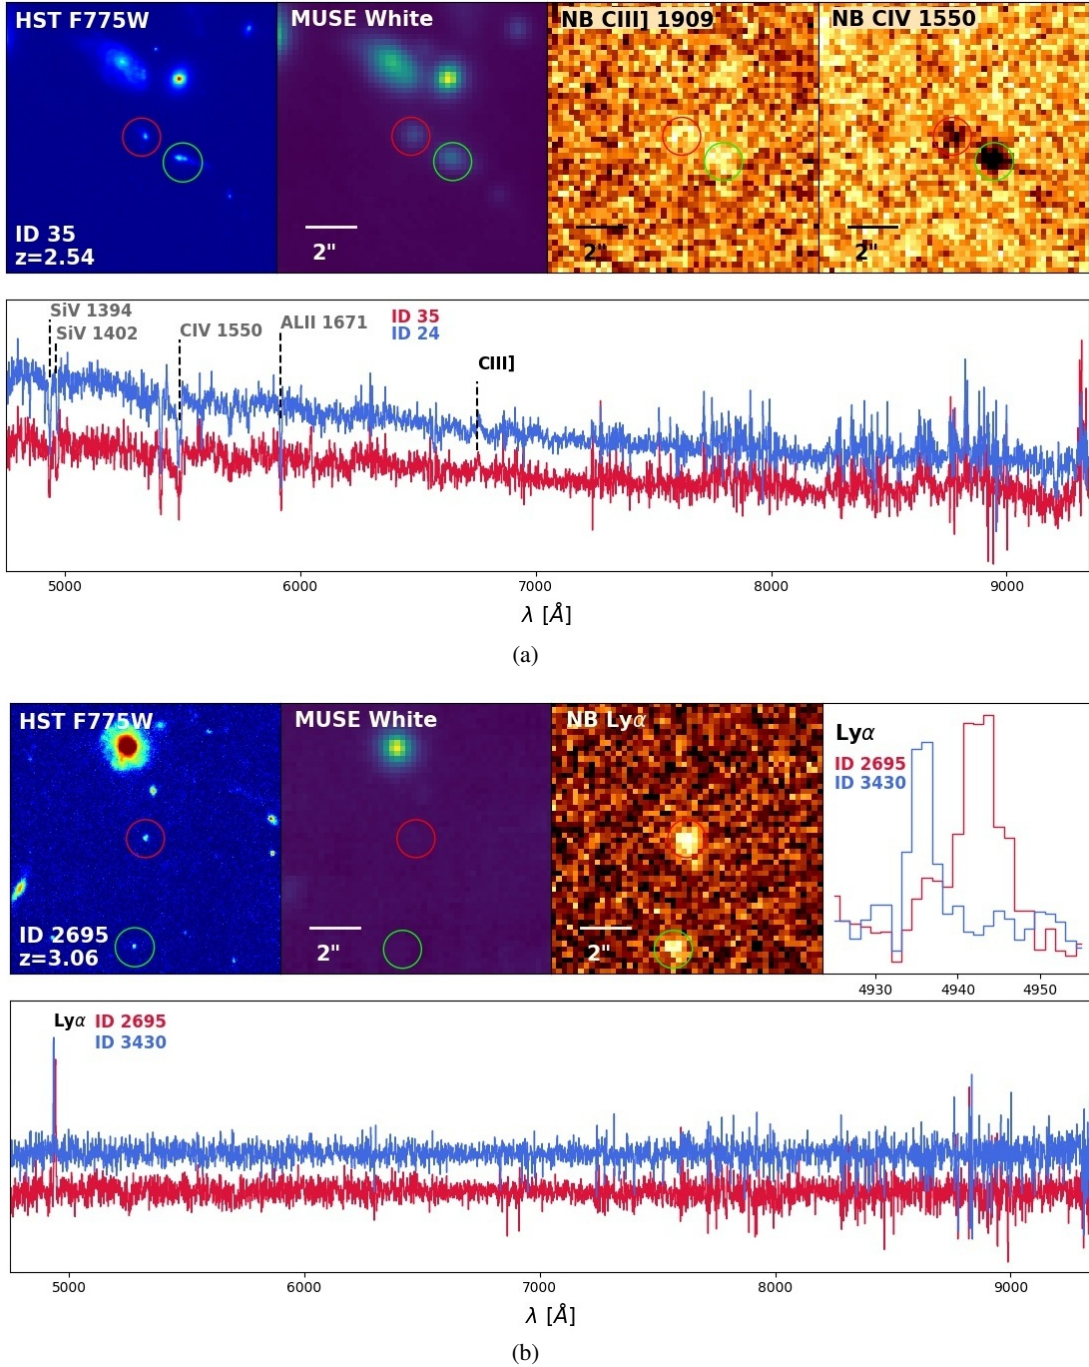 HST F775W
MUSE White
NB CIII] 1909
NB CIV 1550
ID 35
z=2.54
2"
2"
2"
SiV 1394
SiV 1402
CIV 1550
ALII 1671
ID 35
ID 24
CIII]
5000 6000 7000 8000 9000
λ [Å]
(a)
HST F775W
MUSE White
NB Lyα
Lyα
ID 2695
ID 3430
ID 2695
z=3.06
2"
2"
4930 4940 4950
Lyα ID 2695
ID 3430
5000 6000 7000 8000 9000
λ [Å]
(b)